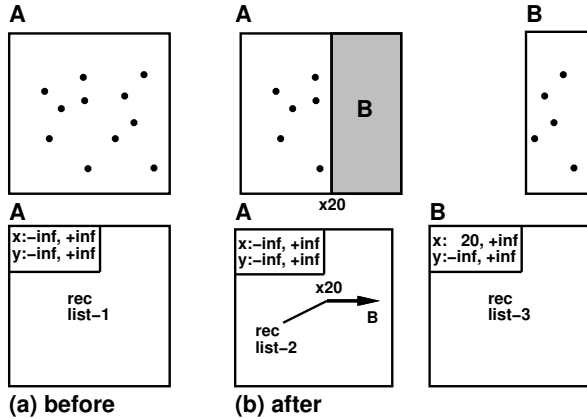 A
A
B
B
x20
A
x:−inf, +inf
y:−inf, +inf
rec
list−1
A
x:−inf, +inf
y:−inf, +inf
x20
B
rec
list−2
B
x: 20, +inf
y:−inf, +inf
rec
list−3
(a) before
(b) after